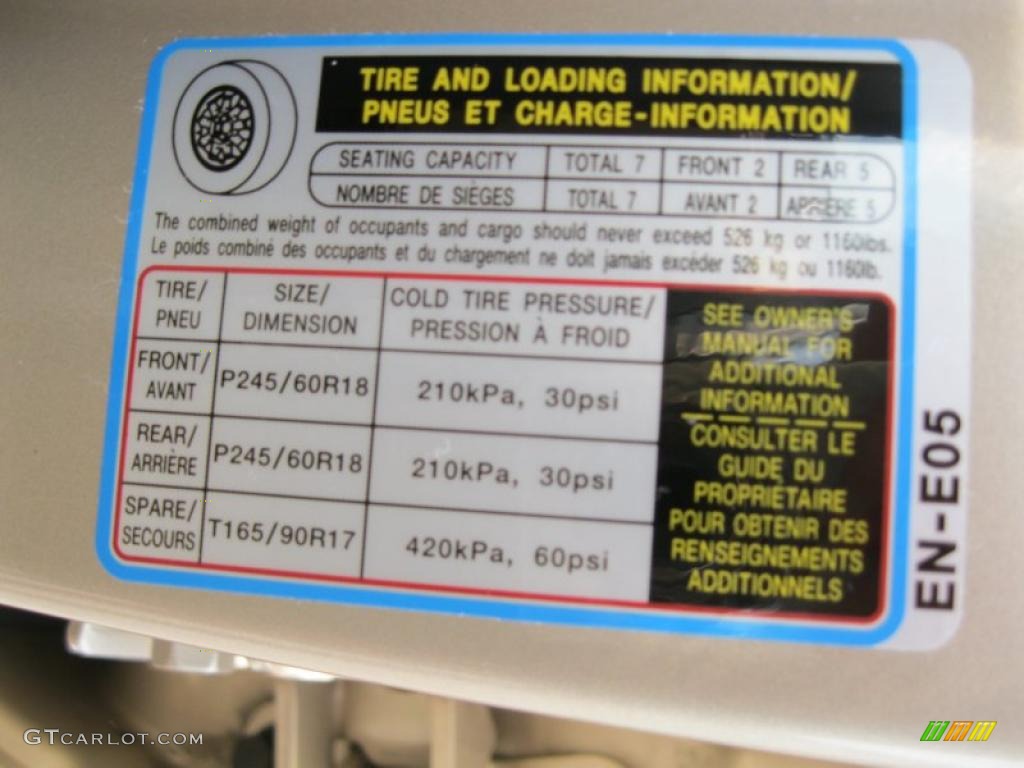 TIRE AND LOADING INFORMATION/
PNEUS ET CHARGE-INFORMATION
SEATING CAPACITY TOTAL 7 FRONT 2 REAR 5
NOMBRE DE SIÈGES TOTAL 7 AVANT 2 ARRIÈRE 5
The combined weight of occupants and cargo should never exceed 526 kg or 1160lbs.
Le poids combiné des occupants et du chargement ne doit jamais excéder 526 kg ou 1160lb.
TIRE/
PNEU
SIZE/
DIMENSION
COLD TIRE PRESSURE/
PRESSION À FROID
FRONT/
AVANT
P245/60R18
210kPa, 30psi
REAR/
ARRIÈRE
P245/60R18
210kPa, 30psi
SPARE/
SECOURS
T165/90R17
420kPa, 60psi
SEE OWNER'S
MANUAL FOR
ADDITIONAL
INFORMATION
CONSULTER LE
GUIDE DU
PROPRIÉTAIRE
POUR OBTENIR DES
RENSEIGNEMENTS
ADDITIONNELS
EN-E05
GTCARLOT.COM